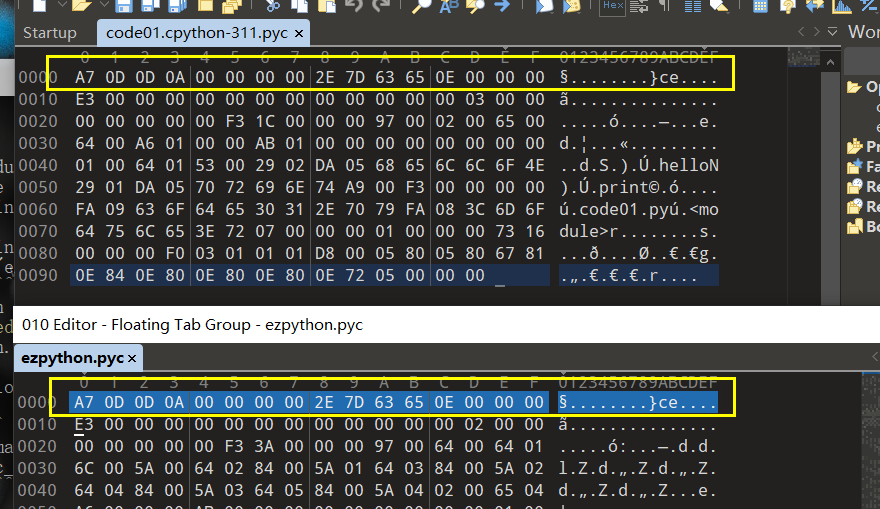 Startup code01.cpython-311.pyc ×
0 1 2 3 4 5 6 7 8 9 A B C D E F 0123456789ABCDEF
0000 A7 0D 0D 0A 00 00 00 00 2E 7D 63 65 0E 00 00 00 §........}ce....
0010 E3 00 00 00 00 00 00 00 00 00 00 00 00 03 00 00 ã...............
0020 00 00 00 00 00 F3 1C 00 00 00 97 00 02 00 65 00 .....ó....—...e.
0030 64 00 A6 01 00 00 AB 01 00 00 00 00 00 00 00 00 d.¦...«.........
0040 01 00 64 01 53 00 29 02 DA 05 68 65 6C 6C 6F 4E ..d.S.).Ú.helloN
0050 29 01 DA 05 70 72 69 6E 74 A9 00 F3 00 00 00 00 ).Ú.print©.ó....
0060 FA 09 63 6F 64 65 30 31 2E 70 79 FA 08 3C 6D 6F ú.code01.pyú.<mo
0070 64 75 6C 65 3E 72 07 00 00 00 01 00 00 00 73 16 dule>r........s.
0080 00 00 00 F0 03 01 01 01 D8 00 05 80 05 80 67 81 ...ð....Ø..€.€g.
0090 0E 84 0E 80 0E 80 0E 80 0E 72 05 00 00 00 .„.€.€.€.r....
010 Editor - Floating Tab Group - ezpython.pyc
ezpython.pyc ×
0 1 2 3 4 5 6 7 8 9 A B C D E F 0123456789ABCDEF
0000 A7 0D 0D 0A 00 00 00 00 2E 7D 63 65 0E 00 00 00 §........}ce....
0010 E3 00 00 00 00 00 00 00 00 00 00 00 00 02 00 00 ã...............
0020 00 00 00 00 00 F3 3A 00 00 00 97 00 64 00 64 01 .....ó:...—.d.d.
0030 6C 00 5A 00 64 02 84 00 5A 01 64 03 84 00 5A 02 l.Z.d.„.Z.d.„.Z.
0040 64 04 84 00 5A 03 64 05 84 00 5A 04 02 00 65 04 d.„.Z.d.„.Z...e.